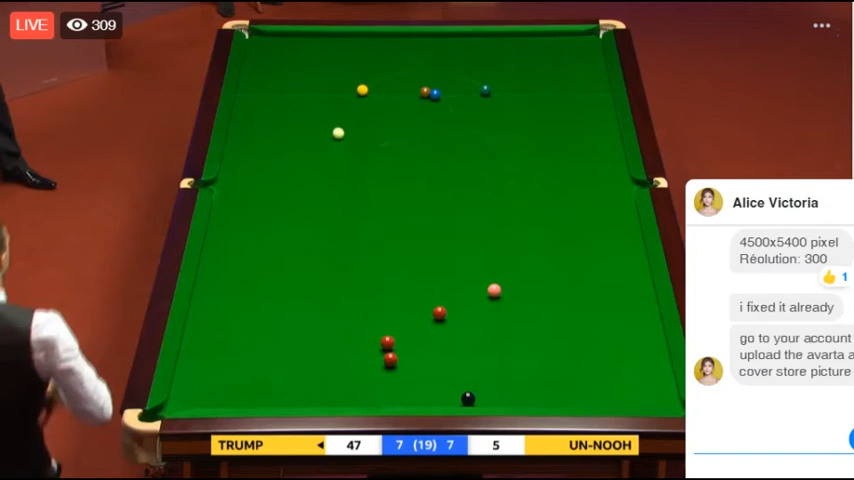 LIVE 309
Alice Victoria
4500x5400 pixel
Réolution: 300
1
i fixed it already
go to your account
upload the avarta a
cover store picture
TRUMP 47 7 (19) 7 5 UN-NOOH